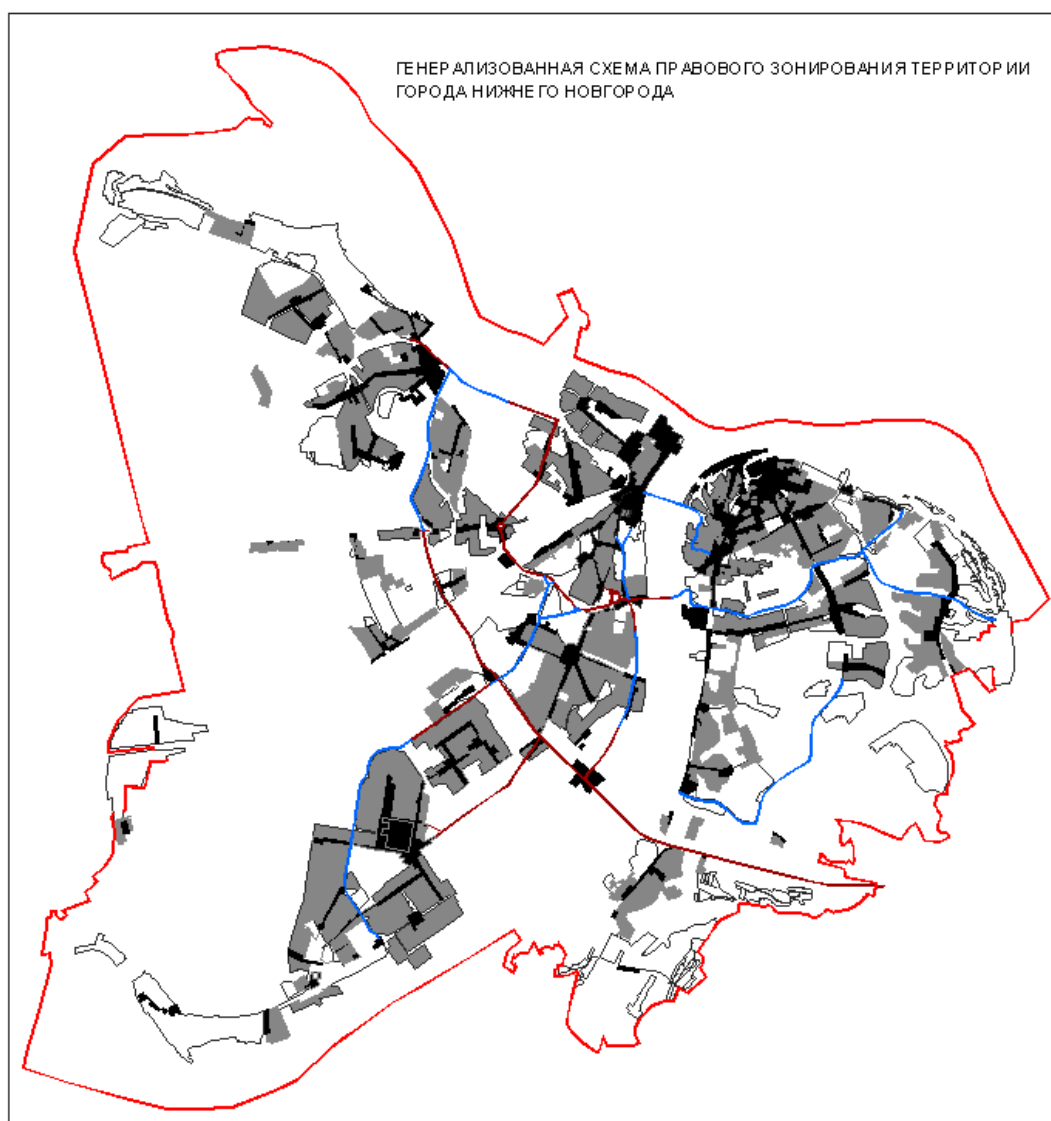 ГЕНЕРАЛИЗОВАННАЯ СХЕМА ПРАВОВОГО ЗОНИРОВАНИЯ ТЕРРИТОРИИ
ГОРОДА НИЖНЕГО НОВГОРОДА